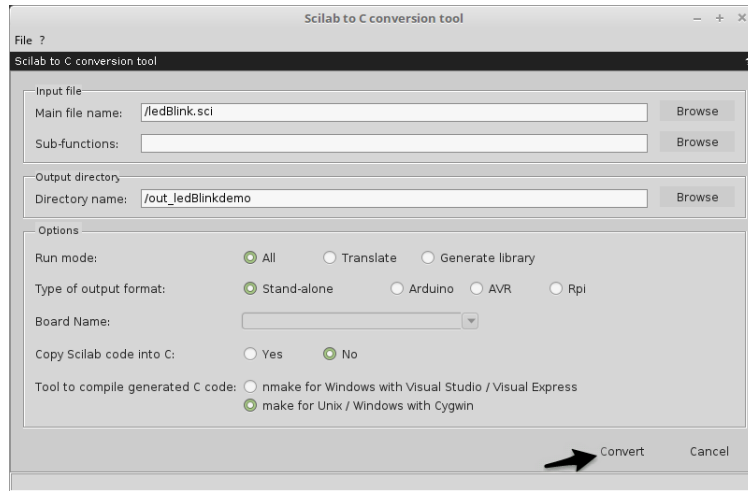 Scilab to C conversion tool
File ?
Scilab to C conversion tool
Input file
Main file name: /ledBlink.sci Browse
Sub-functions: Browse
Output directory
Directory name: /out_ledBlinkdemo Browse
Options
Run mode: All Translate Generate library
Type of output format: Stand-alone Arduino AVR Rpi
Board Name:
Copy Scilab code into C: Yes No
Tool to compile generated C code: nmake for Windows with Visual Studio / Visual Express
make for Unix / Windows with Cygwin
Convert Cancel